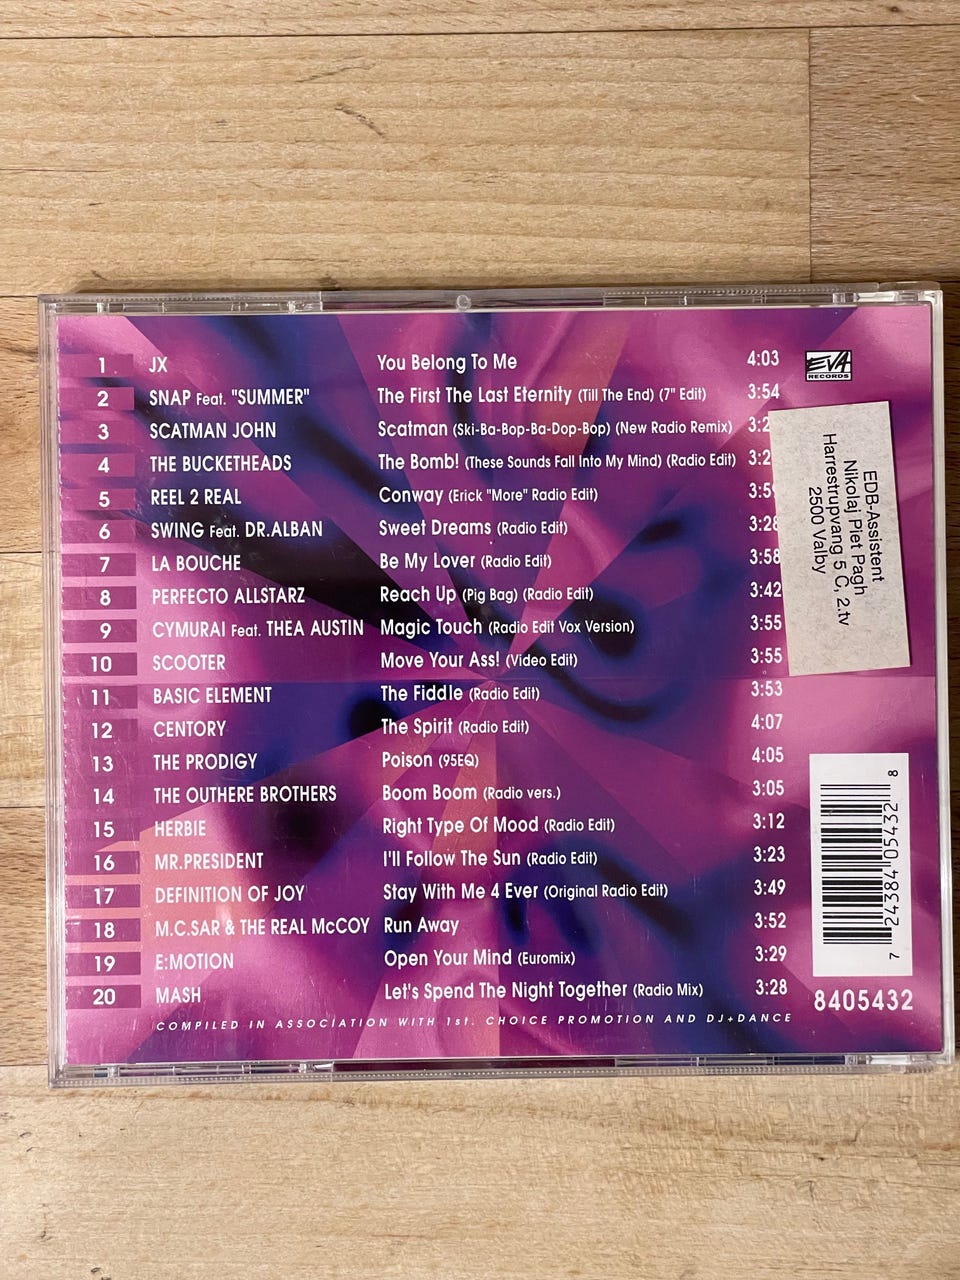 1 JX You Belong To Me 4:03
2 SNAP Feat. "SUMMER" The First The Last Eternity (Till The End) (7" Edit) 3:54
3 SCATMAN JOHN Scatman (Ski-Ba-Bop-Ba-Dop-Bop) (New Radio Remix)
4 THE BUCKETHEADS The Bomb! (These Sounds Fall Into My Mind) (Radio Edit)
5 REEL 2 REAL Conway (Erick "More" Radio Edit) 3:59
6 SWING Feat. DR.ALBAN Sweet Dreams (Radio Edit) 3:28
7 LA BOUCHE Be My Lover (Radio Edit) 3:58
8 PERFECTO ALLSTARZ Reach Up (Pig Bag) (Radio Edit) 3:42
9 CYMURAI Feat. THEA AUSTIN Magic Touch (Radio Edit Vox Version) 3:55
10 SCOOTER Move Your Ass! (Video Edit) 3:55
11 BASIC ELEMENT The Fiddle (Radio Edit) 3:53
12 CENTORY The Spirit (Radio Edit) 4:07
13 THE PRODIGY Poison (95EQ) 4:05
14 THE OUTHERE BROTHERS Boom Boom (Radio vers.) 3:05
15 HERBIE Right Type Of Mood (Radio Edit) 3:12
16 MR.PRESIDENT I'll Follow The Sun (Radio Edit) 3:23
17 DEFINITION OF JOY Stay With Me 4 Ever (Original Radio Edit) 3:49
18 M.C.SAR & THE REAL McCOY Run Away 3:52
19 E:MOTION Open Your Mind (Euromix) 3:29
20 MASH Let's Spend The Night Together (Radio Mix) 3:28
COMPILED IN ASSOCIATION WITH 1st. CHOICE PROMOTION AND DJ+DANCE
EVA
RECORDS
EDB-Assistent
Nikolaj Piet Pagh
Harrestrupvang 5 C, 2.tv
2500 Valby
7 24384 05432 8
8405432